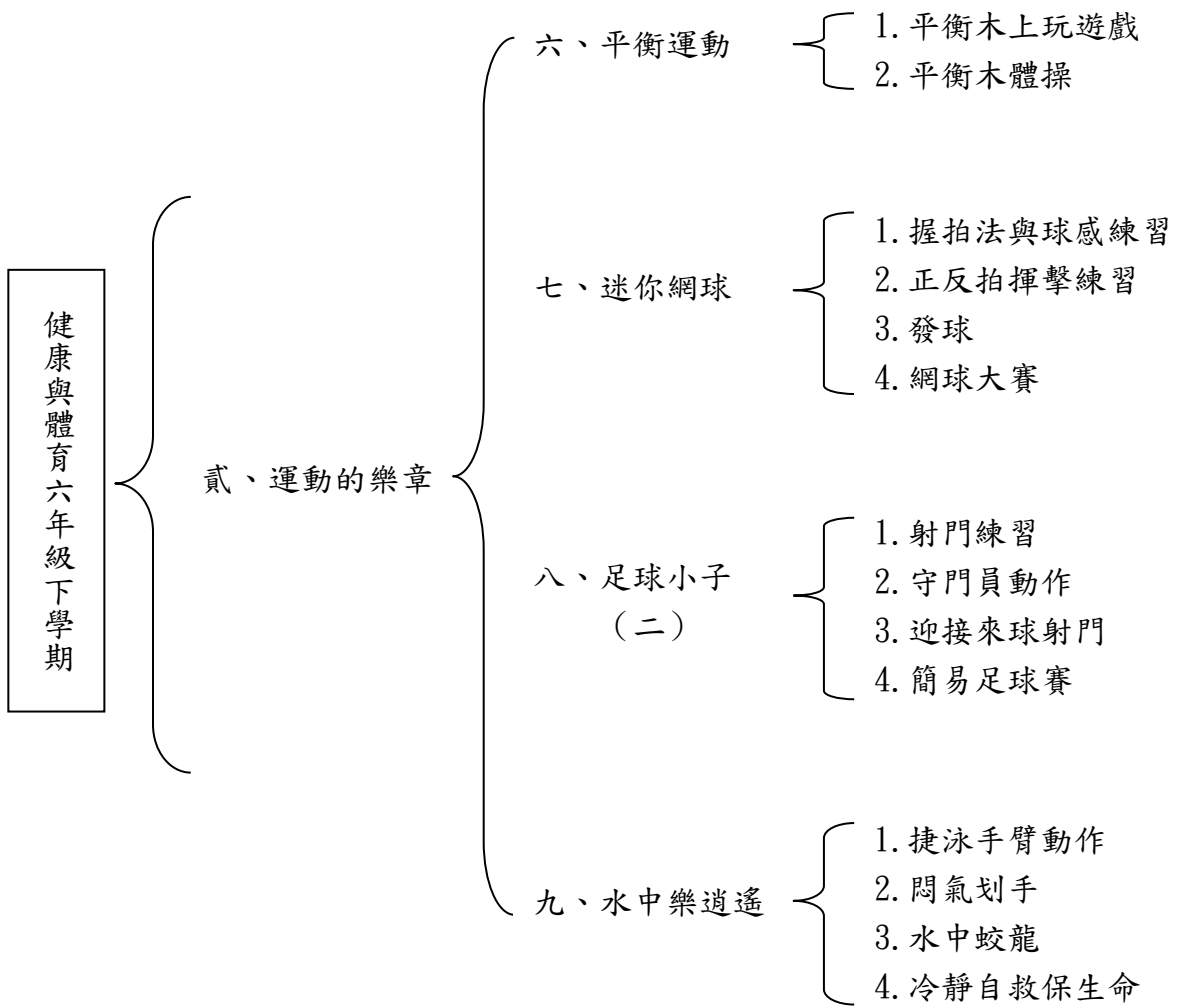 健康與體育六年級下學期
貳、運動的樂章
六、平衡運動
1.平衡木上玩遊戲
2.平衡木體操
七、迷你網球
1.握拍法與球感練習
2.正反拍揮擊練習
3.發球
4.網球大賽
八、足球小子
（二）
1.射門練習
2.守門員動作
3.迎接來球射門
4.簡易足球賽
九、水中樂逍遙
1.捷泳手臂動作
2.悶氣划手
3.水中蛟龍
4.冷靜自救保生命